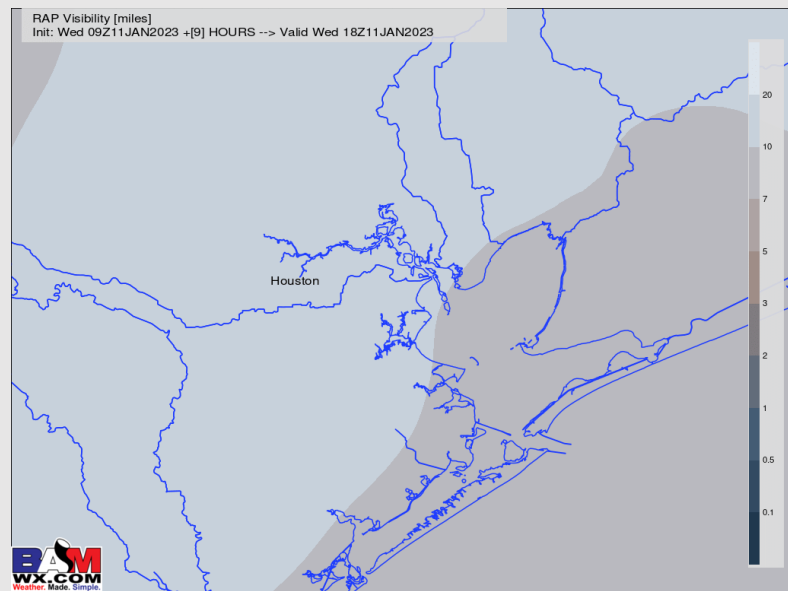 RAP Visibility [miles]
Init: Wed 09Z11JAN2023 +[9] HOURS --> Valid Wed 18Z11JAN2023
20
10
7
5
3
2
1
0.5
0.1
Houston
BAM
WX.COM
Weather. Made. Simple.